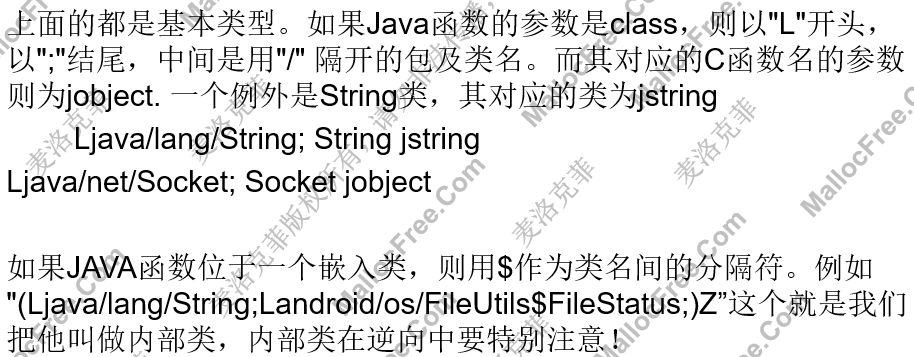 上面的都是基本类型。如果Java函数的参数是class，则以"L"开头，
以";"结尾，中间是用"/" 隔开的包及类名。而其对应的C函数名的参数
则为jobject. 一个例外是String类，其对应的类为jstring
Ljava/lang/String; String jstring
Ljava/net/Socket; Socket jobject
如果JAVA函数位于一个嵌入类，则用$作为类名间的分隔符。例如
"(Ljava/lang/String;Landroid/os/FileUtils$FileStatus;)Z”这个就是我们
把他叫做内部类，内部类在逆向中要特别注意！